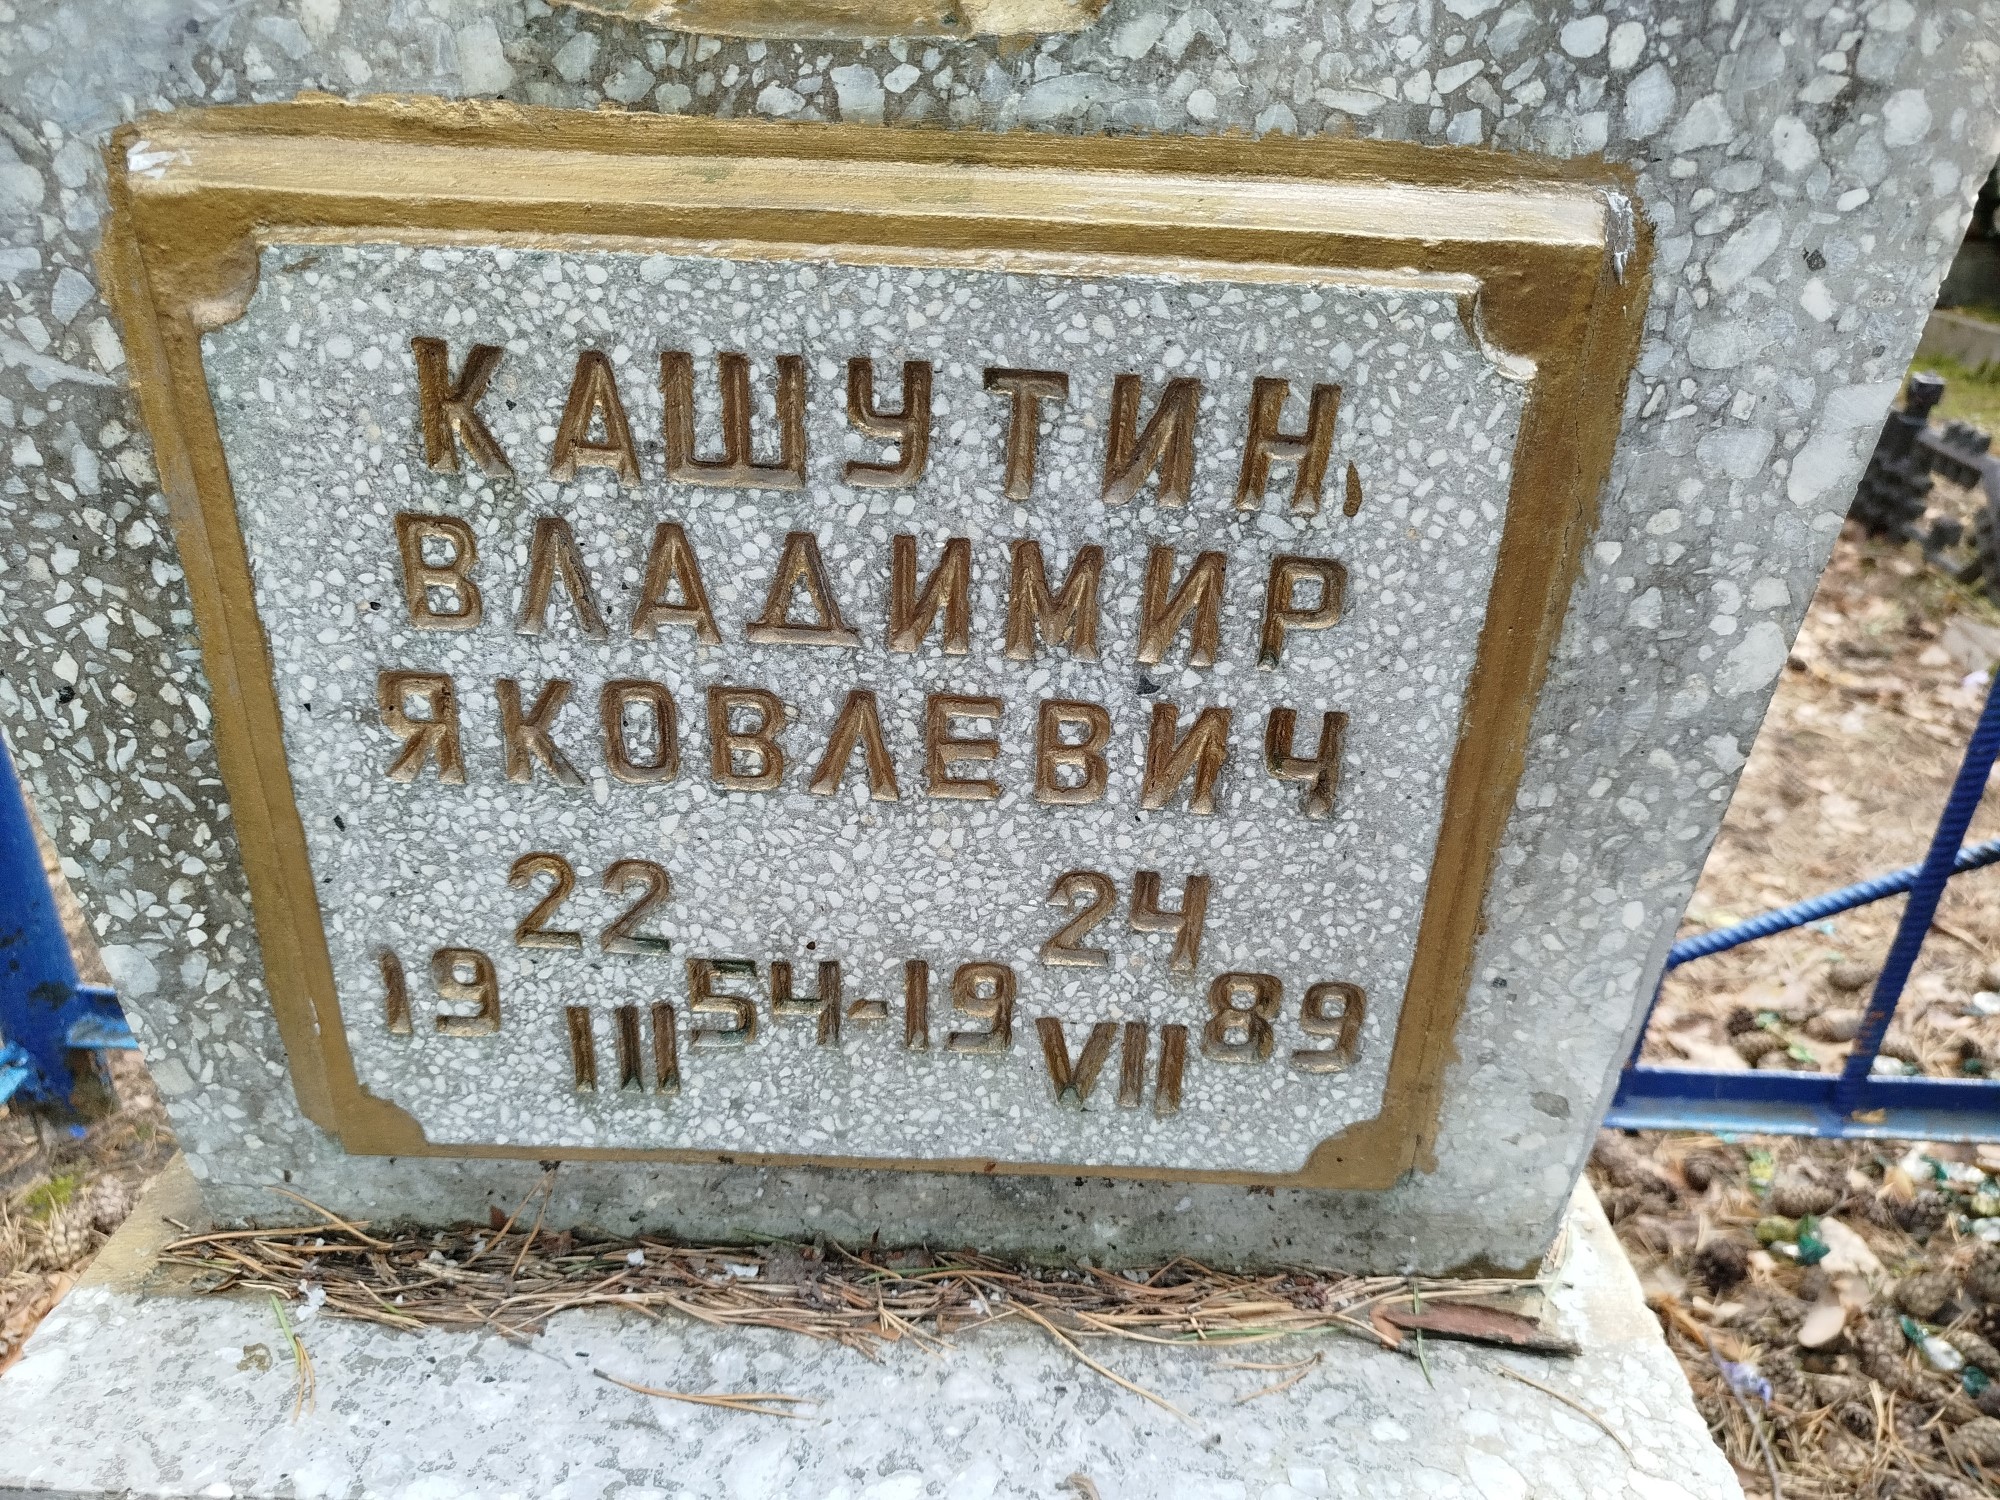 КАШУТИН,
ВЛАДИМИР
ЯКОВЛЕВИЧ
22 24
19 54-19 89
III VII